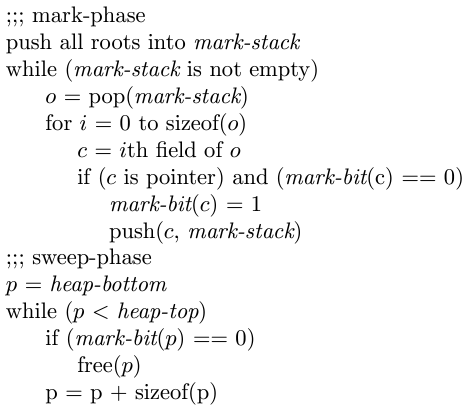 ;;; mark-phase
push all roots into mark-stack
while (mark-stack is not empty)
o = pop(mark-stack)
for i = 0 to sizeof(o)
c = ith field of o
if (c is pointer) and (mark-bit(c) == 0)
mark-bit(c) = 1
push(c, mark-stack)
;;; sweep-phase
p = heap-bottom
while (p < heap-top)
if (mark-bit(p) == 0)
free(p)
p = p + sizeof(p)